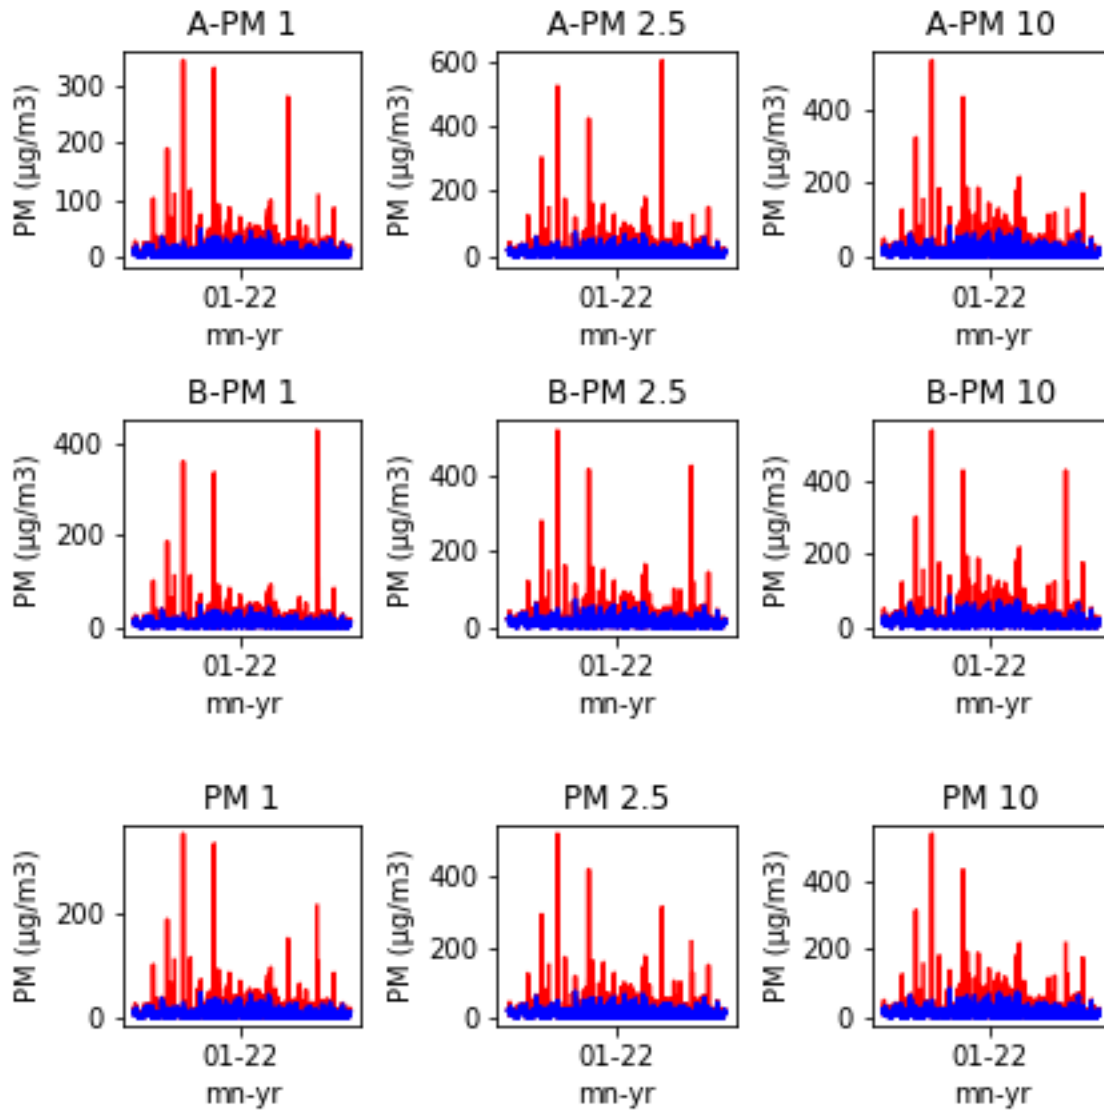 A-PM 1
A-PM 2.5
A-PM 10
PM (µg/m3)
300
200
100
0
01-22
mn-yr
PM (µg/m3)
600
400
200
0
01-22
mn-yr
PM (µg/m3)
400
200
0
01-22
mn-yr
B-PM 1
B-PM 2.5
B-PM 10
PM (µg/m3)
400
200
0
01-22
mn-yr
PM (µg/m3)
400
200
0
01-22
mn-yr
PM (µg/m3)
400
200
0
01-22
mn-yr
PM 1
PM 2.5
PM 10
PM (µg/m3)
200
0
01-22
mn-yr
PM (µg/m3)
400
200
0
01-22
mn-yr
PM (µg/m3)
400
200
0
01-22
mn-yr